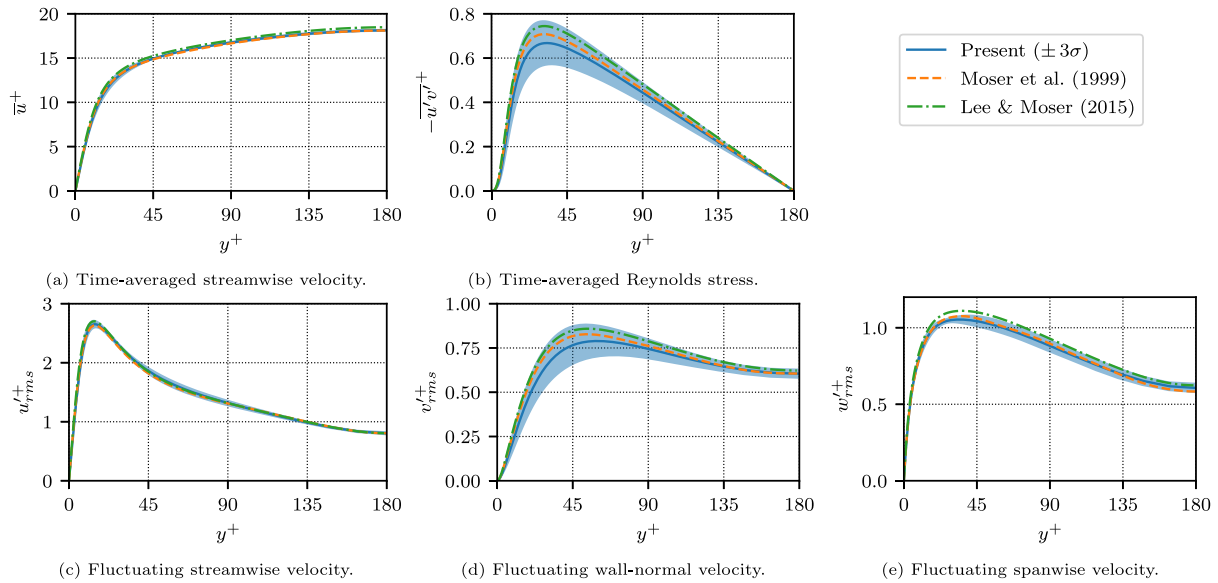 20
15
10
5
0
u̅⁺
0 45 90 135 180
y⁺
(a) Time-averaged streamwise velocity.
0.8
0.6
0.4
0.2
0.0
−u′v′⁺
0 45 90 135 180
y⁺
(b) Time-averaged Reynolds stress.
Present (± 3σ)
Moser et al. (1999)
Lee & Moser (2015)
3
2
1
0
u′⁺rms
0 45 90 135 180
y⁺
(c) Fluctuating streamwise velocity.
1.00
0.75
0.50
0.25
0.00
v′⁺rms
0 45 90 135 180
y⁺
(d) Fluctuating wall-normal velocity.
1.0
0.5
0.0
w′⁺rms
0 45 90 135 180
y⁺
(e) Fluctuating spanwise velocity.